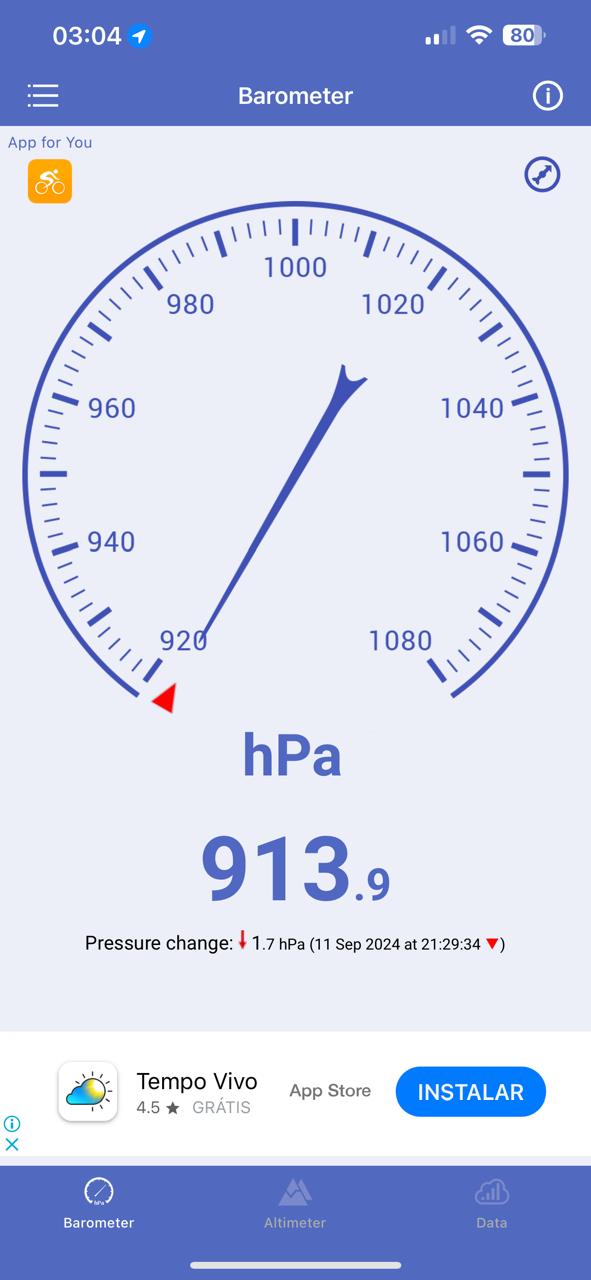 03:04
80
Barometer
App for You
1000
980
1020
960
1040
940
1060
920
1080
hPa
913.9
Pressure change: 1.7 hPa (11 Sep 2024 at 21:29:34 ▼)
Tempo Vivo
4.5 ★ GRÁTIS
App Store
INSTALAR
hPa
Barometer
Altimeter
Data